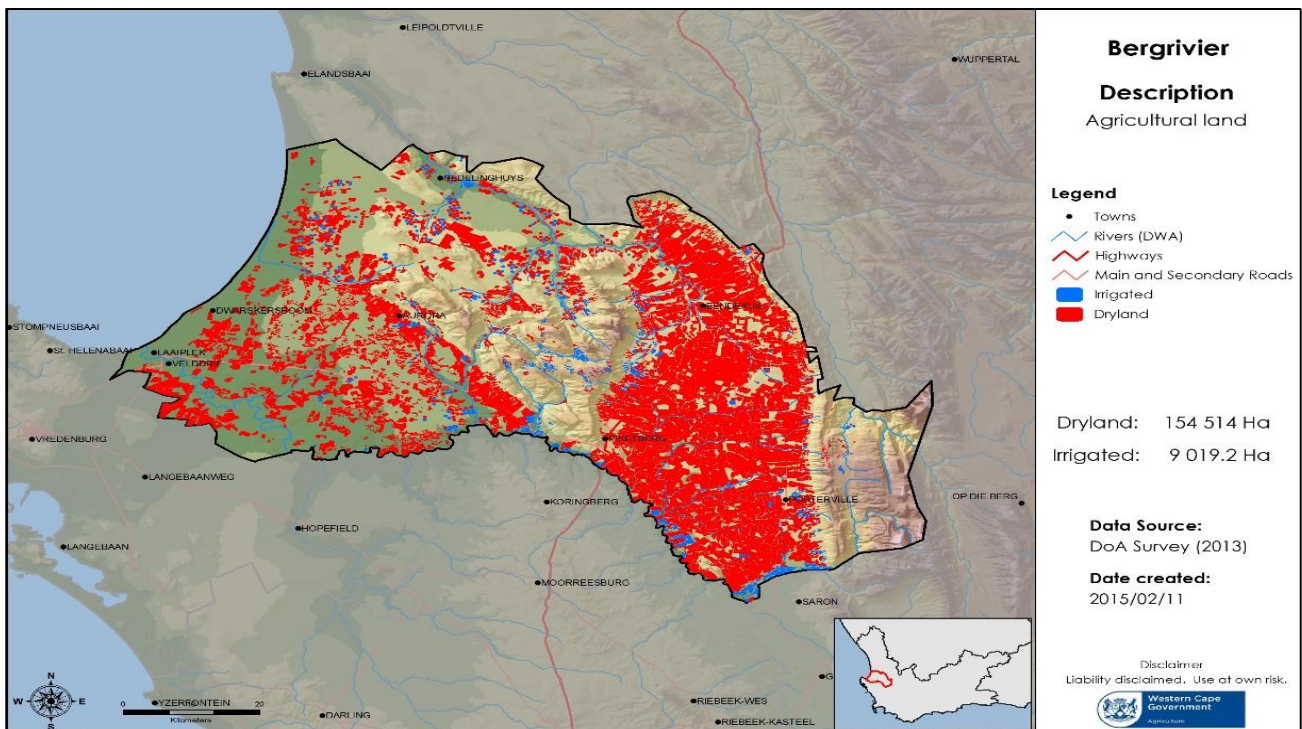 LEIPOLDTVILLE
WUPPERTAL
ELANDSBAAI
REDELINGHUYS
DWARSKERSBOOM
AURORA
EENDEKUIL
STOMPNEUSBAAI
St. HELENABAAI
LAAIPLEK
VELDDRIF
VREDENBURG
PIKETBERG
LANGEBAANWEG
KORINGBERG
PORTERVILLE
OP DIE BERG
HOPEFIELD
LANGEBAAN
MOORREESBURG
SARON
G
YZERFONTEIN
DARLING
RIEBEEK-WES
RIEBEEK-KASTEEL
N
W E
S
0 10 20
Kilometers
Bergrivier
Description
Agricultural land
Legend
Towns
Rivers (DWA)
Highways
Main and Secondary Roads
Irrigated
Dryland
Dryland: 154 514 Ha
Irrigated: 9 019.2 Ha
Data Source:
DoA Survey (2013)
Date created:
2015/02/11
Disclaimer
Liability disclaimed. Use at own risk.
Western Cape
Government
Agriculture